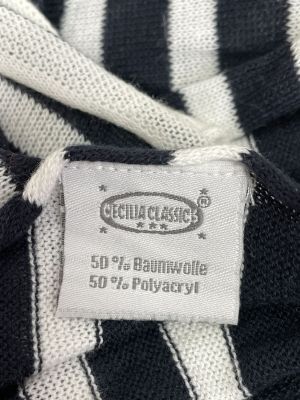 CECILIA CLASSICS ®
50 % Baumwolle
50 % Polyacryl